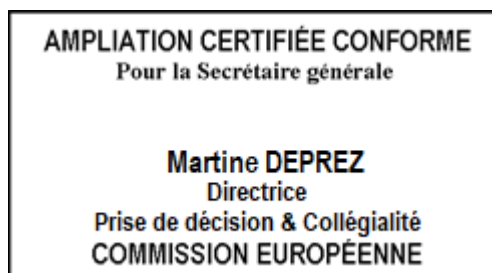 AMPLIATION CERTIFIÉE CONFORME
Pour la Secrétaire générale
Martine DEPREZ
Directrice
Prise de décision & Collégialité
COMMISSION EUROPÉENNE